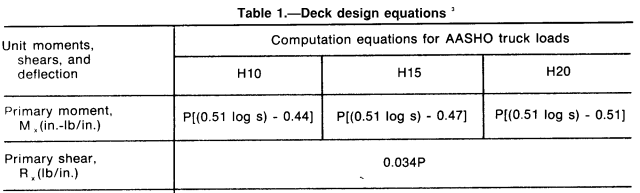 Table 1.—Deck design equations ³
Unit moments,
shears, and
deflection
Computation equations for AASHO truck loads
H10 H15 H20
Primary moment,
M x (in.-lb/in.)
P[(0.51 log s) - 0.44] P[(0.51 log s) - 0.47] P[(0.51 log s) - 0.51]
Primary shear,
R x (lb/in.)
0.034P